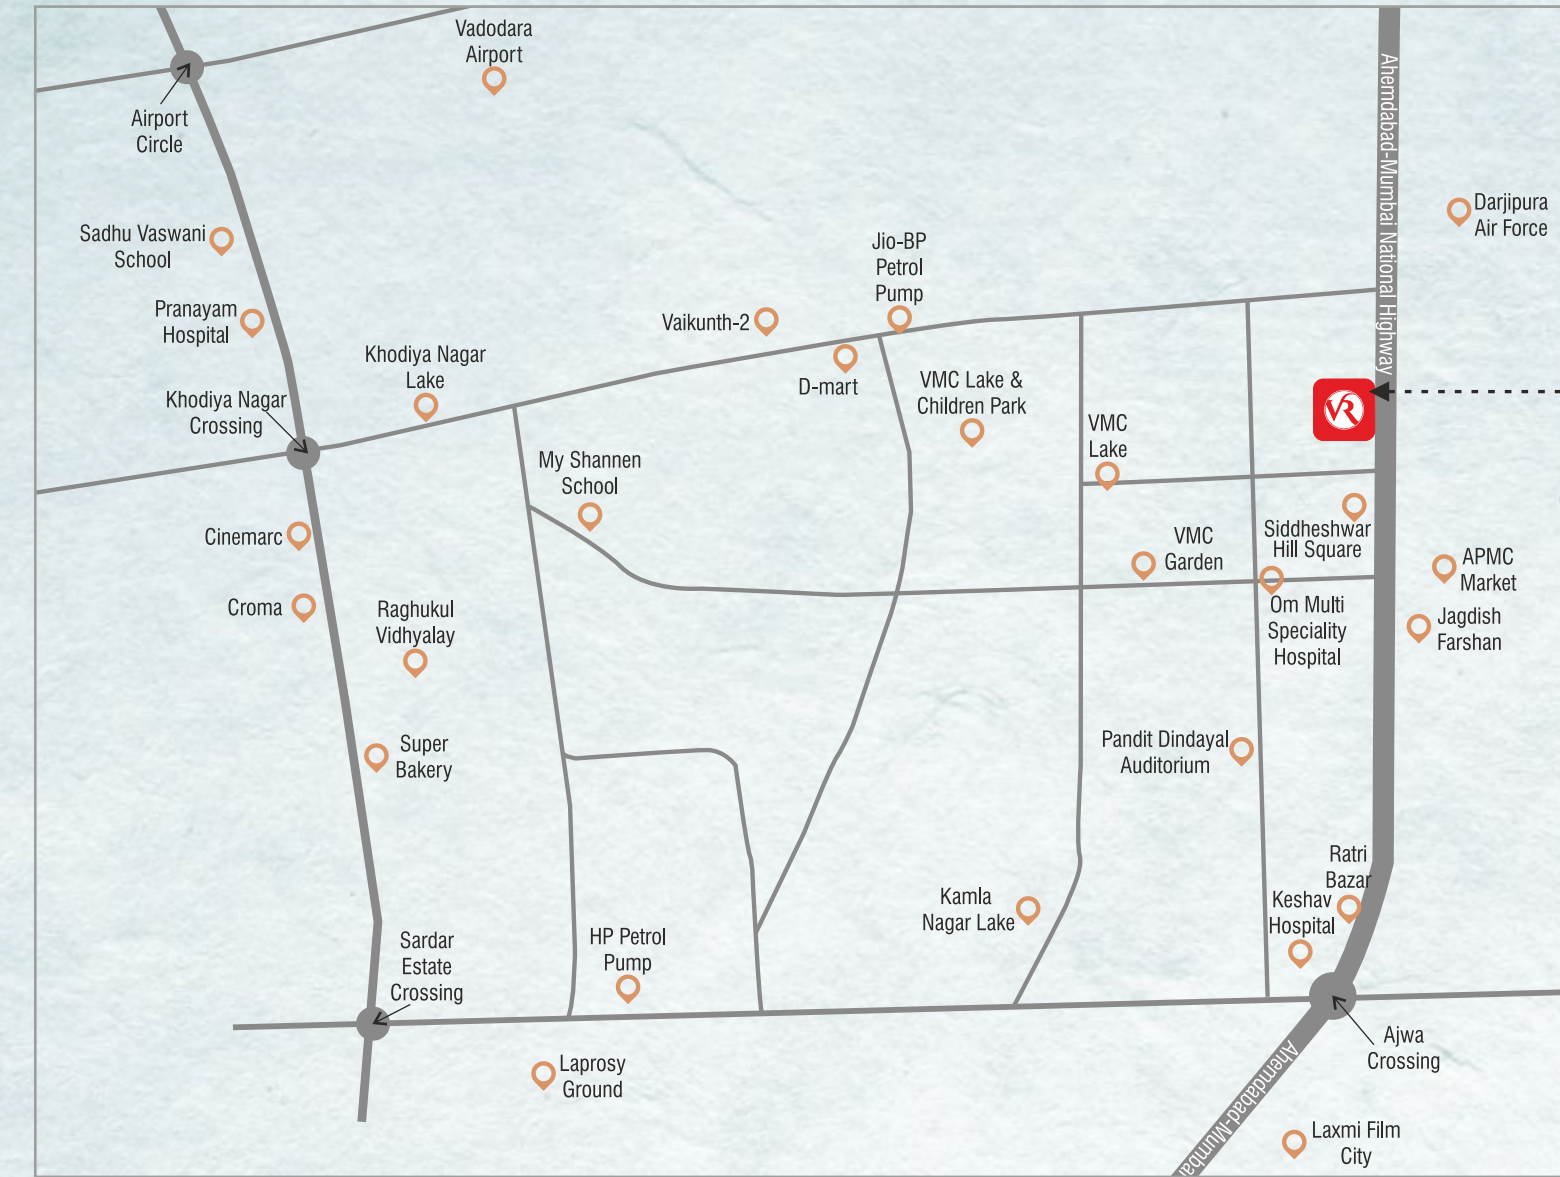 Vadodara
Airport
Airport
Circle
Ahemdabad-Mumbai National Highway
Darjipura
Air Force
Sadhu Vaswani
School
Jio-BP
Petrol
Pump
Pranayam
Hospital
Vaikunth-2
Khodiya Nagar
Lake
D-mart
VMC Lake &
Children Park
Khodiya Nagar
Crossing
VR
VMC
Lake
My Shannen
School
Cinemarc
VMC
Garden
Siddheshwar
Hill Square
APMC
Market
Croma
Raghukul
Vidhyalay
Om Multi
Speciality
Hospital
Jagdish
Farshan
Super
Bakery
Pandit Dindayal
Auditorium
Ratri
Bazar
Kamla
Nagar Lake
Keshav
Hospital
Sardar
Estate
Crossing
HP Petrol
Pump
Ajwa
Crossing
Laprosy
Ground
Ahemdabad-Mumbai
Laxmi Film
City